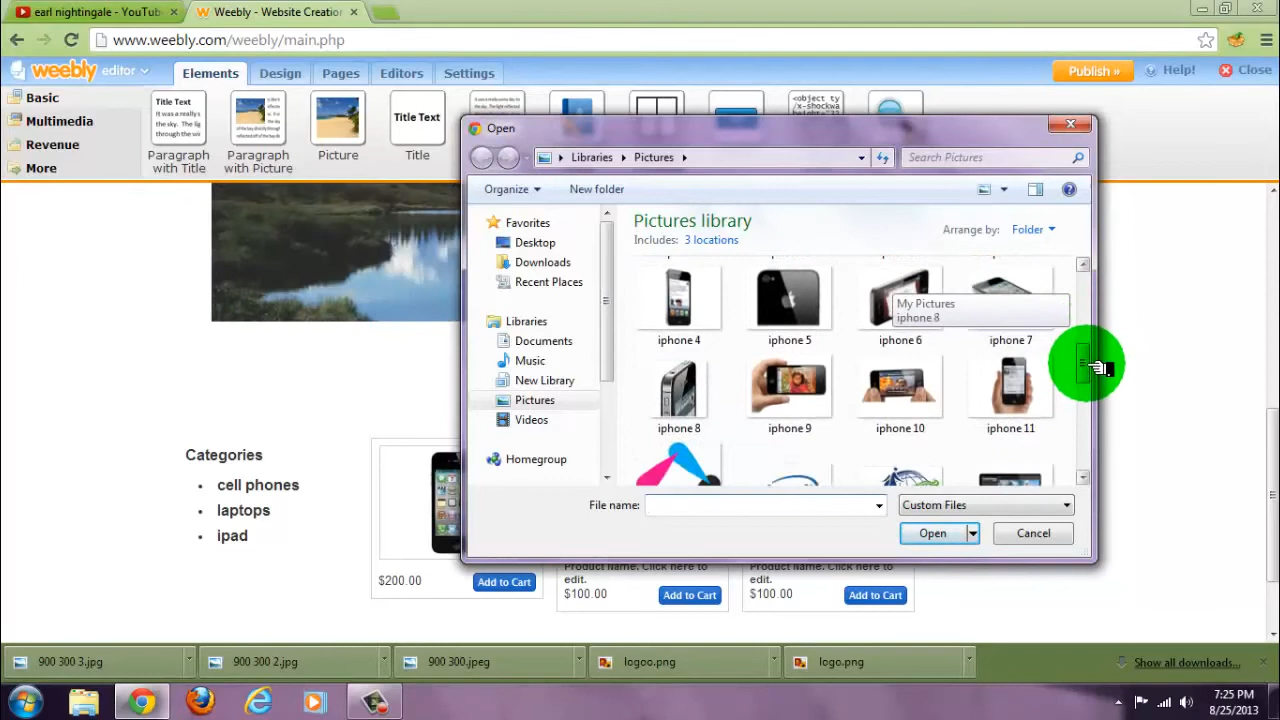 earl nightingale - YouTub
Weebly - Website Creation
www.weebly.com/weebly/main.php
weebly editor
Elements
Design
Pages
Editors
Settings
Publish »
Help!
Close
Basic
Multimedia
Revenue
More
Title Text
Paragraph
with Title
Paragraph
with Picture
Picture
Title Text
Title
<object ty
Open
Libraries
Pictures
Search Pictures
Organize
New folder
Favorites
Desktop
Downloads
Recent Places
Libraries
Documents
Music
New Library
Pictures
Videos
Homegroup
Pictures library
Includes: 3 locations
Arrange by: Folder
My Pictures
iphone 8
iphone 4
iphone 5
iphone 6
iphone 7
iphone 8
iphone 9
iphone 10
iphone 11
File name:
Custom Files
Open
Cancel
Categories
• cell phones
• laptops
• ipad
$200.00
Add to Cart
Product Name. Click here to
edit.
$100.00
Add to Cart
Product Name. Click here to
edit.
$100.00
Add to Cart
900 300 3.jpg
900 300 2.jpg
900 300.jpeg
logoo.png
logo.png
Show all downloads...
7:25 PM
8/25/2013